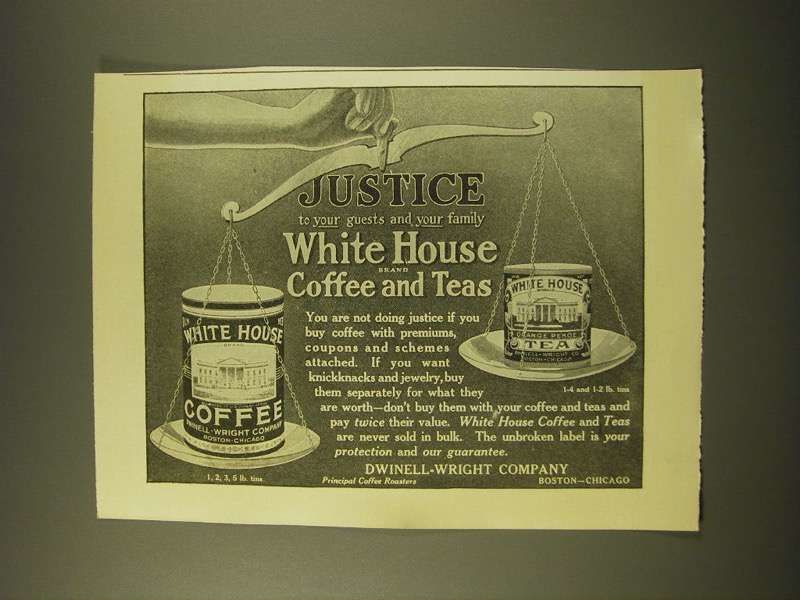 JUSTICE
to your guests and your family
White House
BRAND
Coffee and Teas
You are not doing justice if you
buy coffee with premiums,
coupons and schemes
attached. If you want
knickknacks and jewelry, buy
them separately for what they
are worth—don't buy them with your coffee and teas and
pay twice their value. White House Coffee and Teas
are never sold in bulk. The unbroken label is your
protection and our guarantee.
DWINELL-WRIGHT COMPANY
Principal Coffee Roasters
BOSTON—CHICAGO
WHITE HOUSE
BRAND
COFFEE
DWINELL-WRIGHT COMPANY
BOSTON-CHICAGO
1, 2, 3, 5 lb. tins
WHITE HOUSE
ORANGE PEKOE
TEA
DWINELL-WRIGHT CO
BOSTON-CHICAGO
1-4 and 1-2 lb. tins